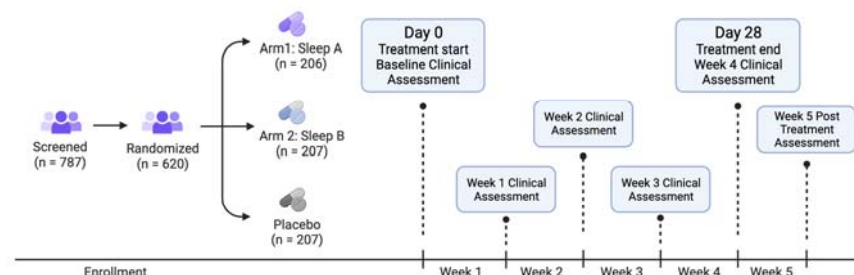 Screened
(n = 787)
Randomized
(n = 620)
Arm1: Sleep A
(n = 206)
Arm 2: Sleep B
(n = 207)
Placebo
(n = 207)
Day 0
Treatment start
Baseline Clinical
Assessment
Week 1 Clinical
Assessment
Week 2 Clinical
Assessment
Week 3 Clinical
Assessment
Day 28
Treatment end
Week 4 Clinical
Assessment
Week 5 Post
Treatment
Assessment
Enrollment
Week 1
Week 2
Week 3
Week 4
Week 5